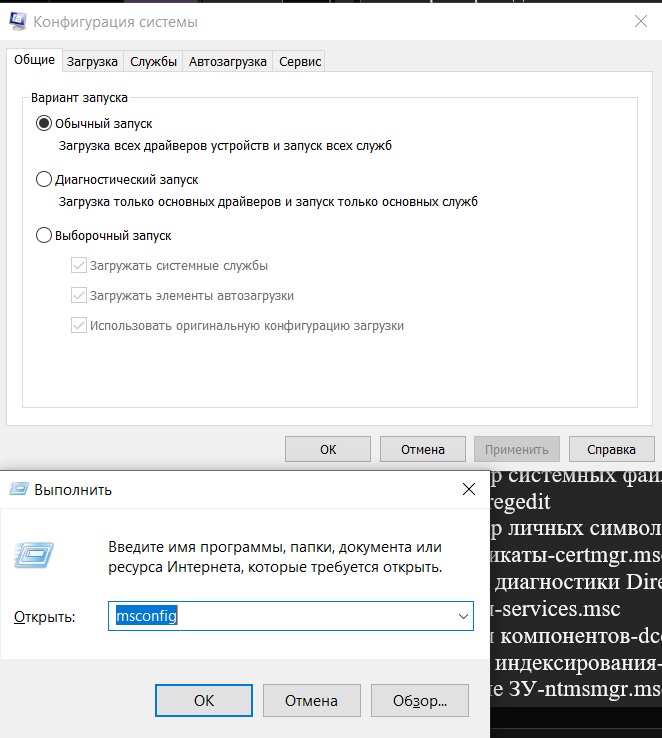 Конфигурация системы
Общие Загрузка Службы Автозагрузка Сервис
Вариант запуска
Обычный запуск
Загрузка всех драйверов устройств и запуск всех служб
Диагностический запуск
Загрузка только основных драйверов и запуск только основных служб
Выборочный запуск
Загружать системные службы
Загружать элементы автозагрузки
Использовать оригинальную конфигурацию загрузки
ОК Отмена Применить Справка
Выполнить
Введите имя программы, папки, документа или
ресурса Интернета, которые требуется открыть.
Открыть: msconfig
ОК Отмена Обзор...
р системных фай
regedit
р личных символ
икаты-certmgr.ms
диагностики Dire
и-services.msc
и компонентов-dc
индексирования-
ие ЗУ-ntmsmgr.ms